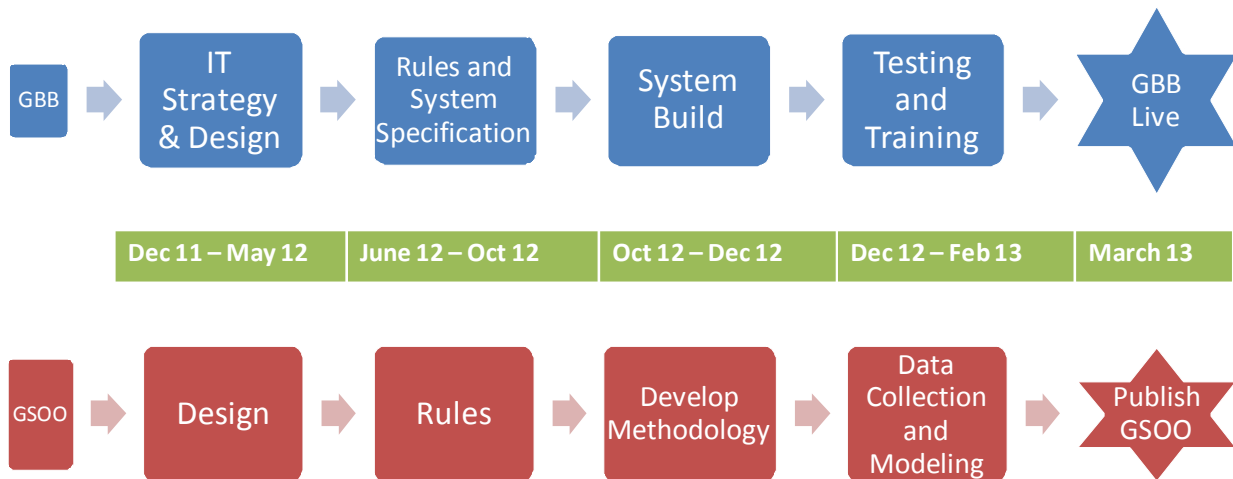 GBB
IT
Strategy
& Design
Rules and
System
Specification
System
Build
Testing
and
Training
GBB
Live
Dec 11 – May 12
June 12 – Oct 12
Oct 12 – Dec 12
Dec 12 – Feb 13
March 13
GSOO
Design
Rules
Develop
Methodology
Data
Collection
and
Modeling
Publish
GSOO